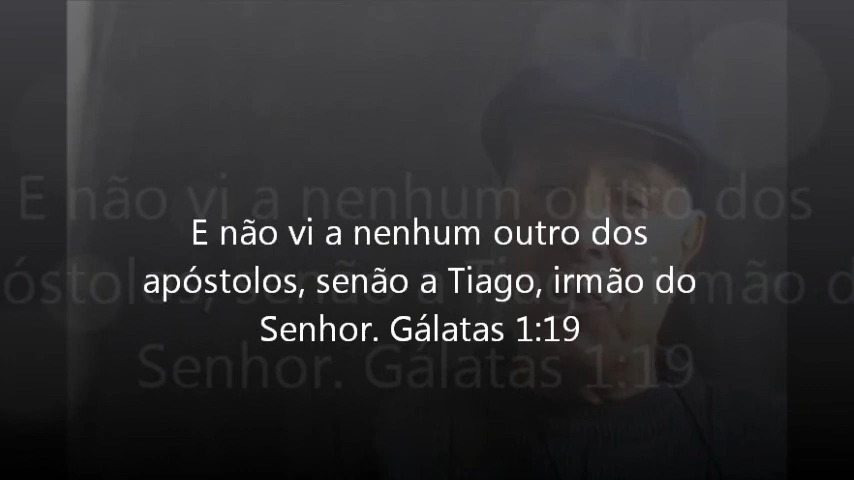 E não vi a nenhum outro dos
apóstolos, senão a Tiago, irmão do
Senhor. Gálatas 1:19